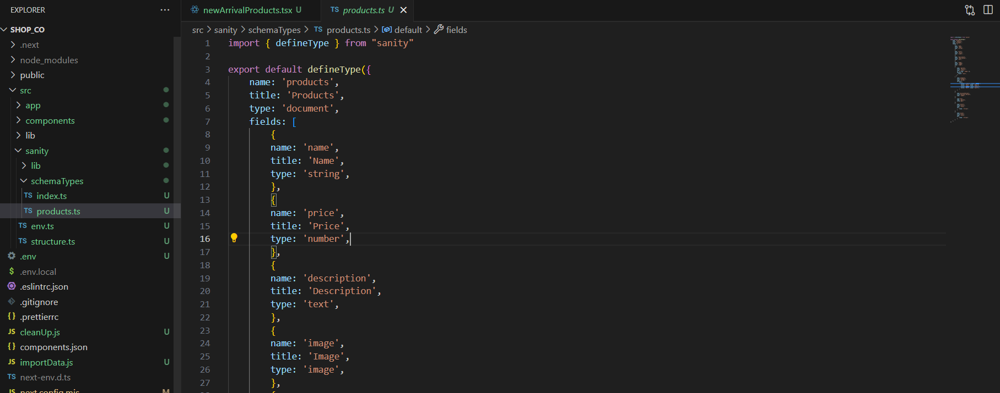 EXPLORER
SHOP_CO
.next
node_modules
public
src
app
components
lib
sanity
lib
schemaTypes
TS index.ts U
TS products.ts U
TS env.ts U
TS structure.ts U
.env U
$ .env.local
.eslintrc.json
.gitignore
{} .prettierrc
JS cleanUp.js U
{} components.json
JS importData.js U
TS next-env.d.ts
JS next.config.mjs M
newArrivalProducts.tsx U
TS products.ts U
src > sanity > schemaTypes > TS products.ts > default > fields
1 import { defineType } from "sanity"
2
3 export default defineType({
4 name: 'products',
5 title: 'Products',
6 type: 'document',
7 fields: [
8 {
9 name: 'name',
10 title: 'Name',
11 type: 'string',
12 },
13 {
14 name: 'price',
15 title: 'Price',
16 type: 'number',
17 },
18 {
19 name: 'description',
20 title: 'Description',
21 type: 'text',
22 },
23 {
24 name: 'image',
25 title: 'Image',
26 type: 'image',
27 },